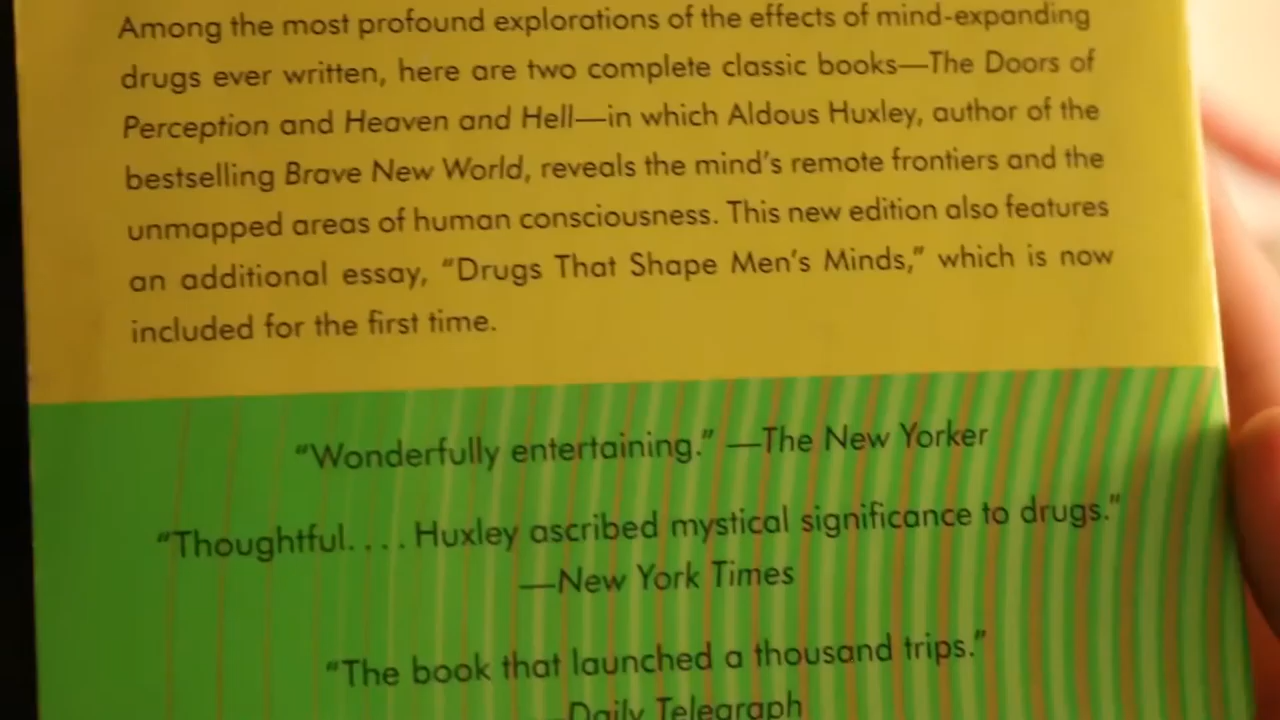 Among the most profound explorations of the effects of mind-expanding
drugs ever written, here are two complete classic books—The Doors of
Perception and Heaven and Hell—in which Aldous Huxley, author of the
bestselling Brave New World, reveals the mind's remote frontiers and the
unmapped areas of human consciousness. This new edition also features
an additional essay, “Drugs That Shape Men's Minds,” which is now
included for the first time.
“Wonderfully entertaining.” —The New Yorker
“Thoughtful. . . . Huxley ascribed mystical significance to drugs.”
—New York Times
“The book that launched a thousand trips.”
—Daily Telegraph